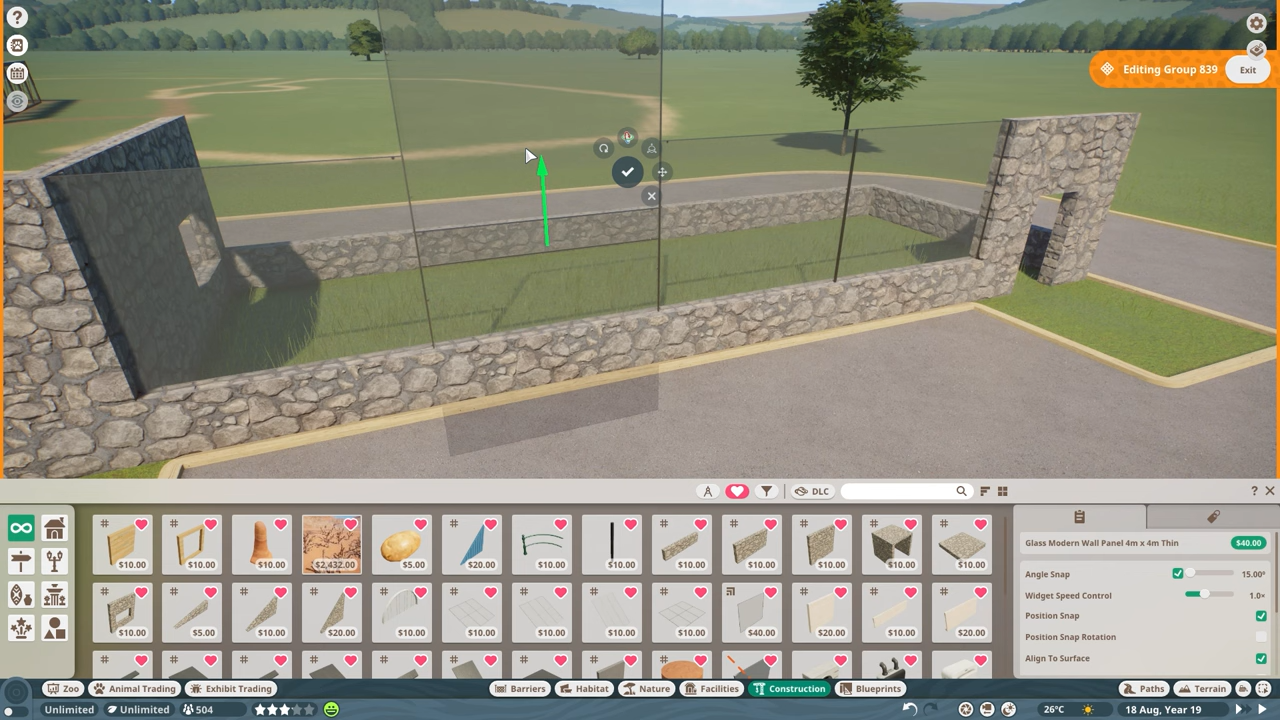 ?
Editing Group 839
Exit
DLC
? ×
$10.00 $10.00 $10.00 $2,432.00 $5.00 $20.00 $10.00 $10.00 $10.00 $10.00 $10.00 $10.00 $10.00
$10.00 $5.00 $10.00 $20.00 $10.00 $10.00 $10.00 $10.00 $10.00 $40.00 $20.00 $10.00 $20.00
Glass Modern Wall Panel 4m x 4m Thin $40.00
Angle Snap 15.00°
Widget Speed Control 1.0×
Position Snap
Position Snap Rotation
Align To Surface
Zoo Animal Trading Exhibit Trading Barriers Habitat Nature Facilities Construction Blueprints Paths Terrain
Unlimited Unlimited 504 26°C 18 Aug, Year 19